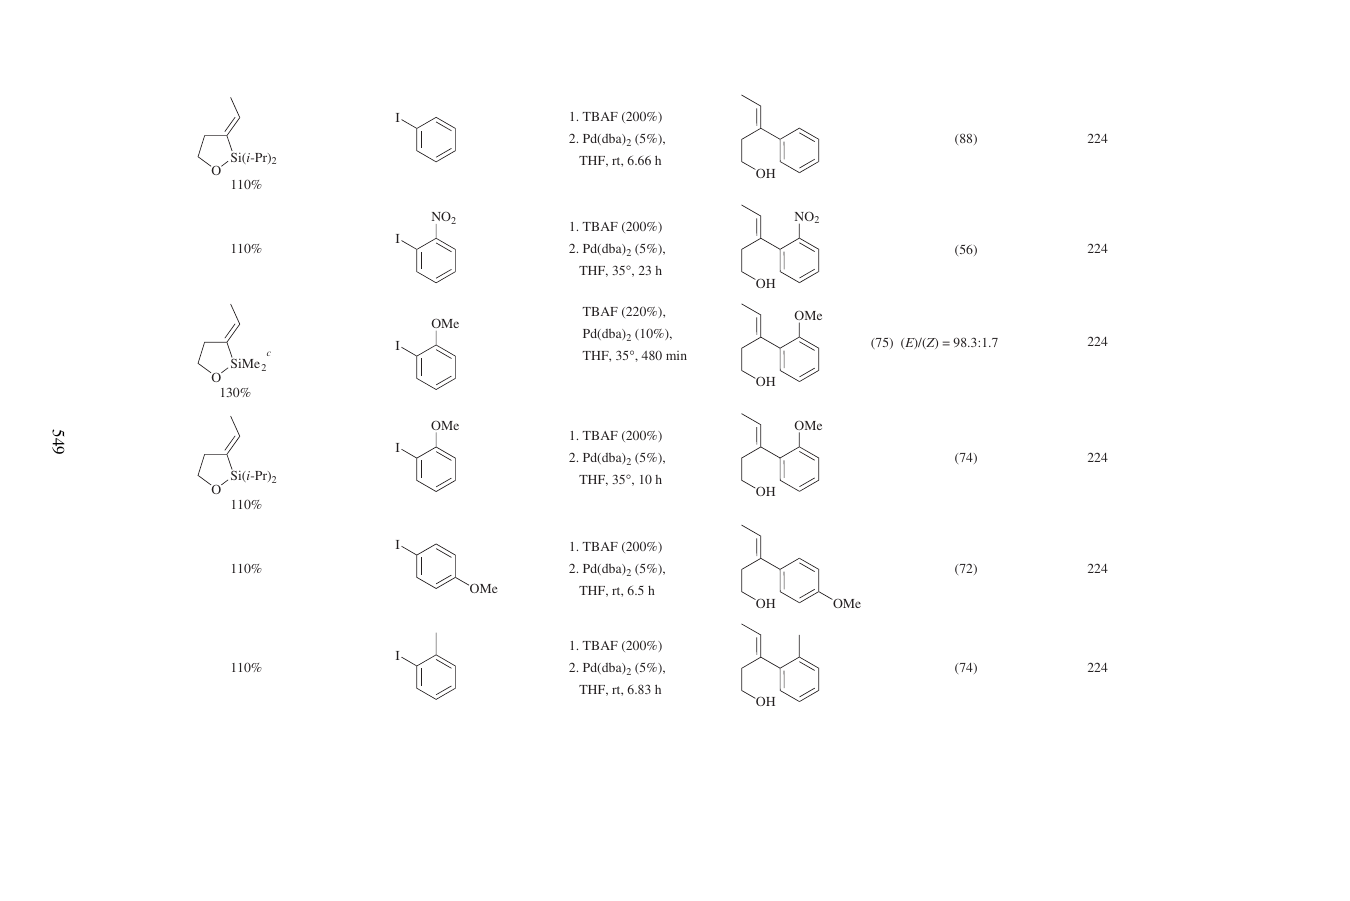 I
1. TBAF (200%)
2. Pd(dba)2 (5%),
THF, rt, 6.66 h
(88)
224
Si(i-Pr)2
O
OH
110%
NO2
I
1. TBAF (200%)
2. Pd(dba)2 (5%),
THF, 35°, 23 h
NO2
110%
(56)
224
OH
OMe
I
TBAF (220%),
Pd(dba)2 (10%),
THF, 35°, 480 min
OMe
(75) (E)/(Z) = 98.3:1.7
224
SiMe2 c
O
OH
130%
OMe
I
1. TBAF (200%)
2. Pd(dba)2 (5%),
THF, 35°, 10 h
OMe
(74)
224
Si(i-Pr)2
O
OH
110%
549
I
OMe
1. TBAF (200%)
2. Pd(dba)2 (5%),
THF, rt, 6.5 h
110%
(72)
224
OH
OMe
I
1. TBAF (200%)
2. Pd(dba)2 (5%),
THF, rt, 6.83 h
110%
(74)
224
OH